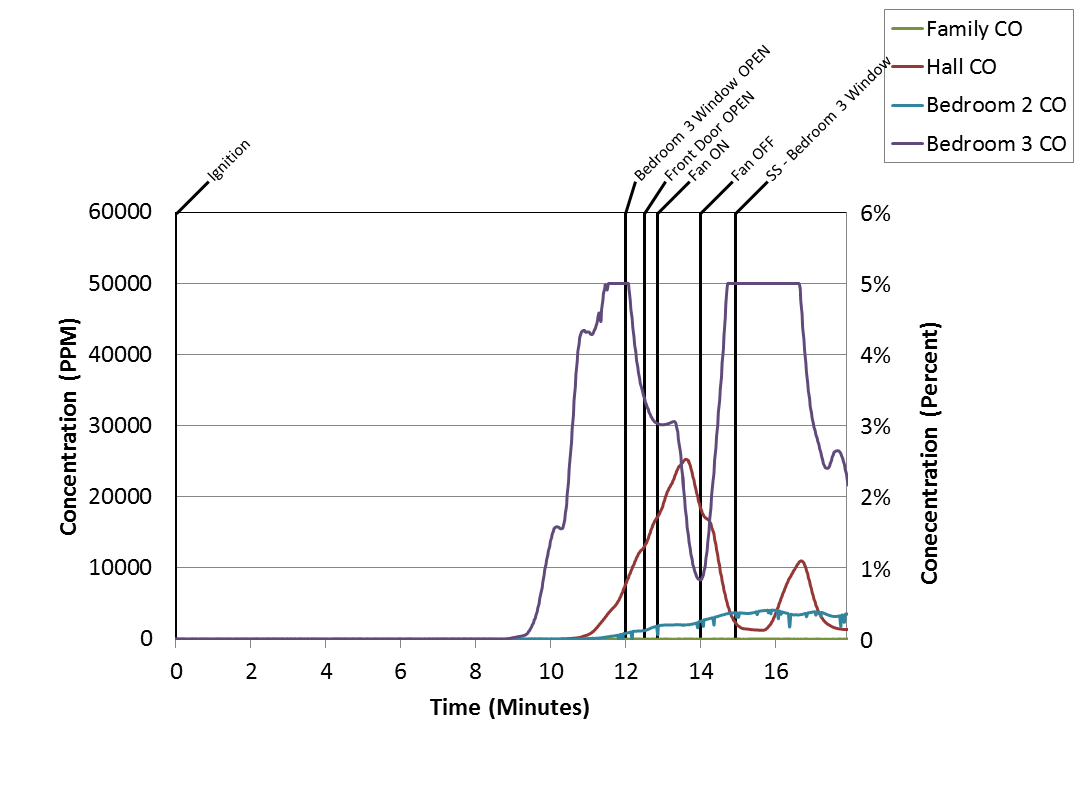 Family CO
Hall CO
Bedroom 2 CO
Bedroom 3 CO
Ignition
Bedroom 3 Window OPEN
Front Door OPEN
Fan ON
Fan OFF
SS - Bedroom 3 Window
60000
50000
40000
30000
20000
10000
0
Concentration (PPM)
6%
5%
4%
3%
2%
1%
0
Conecentration (Percent)
0 2 4 6 8 10 12 14 16
Time (Minutes)